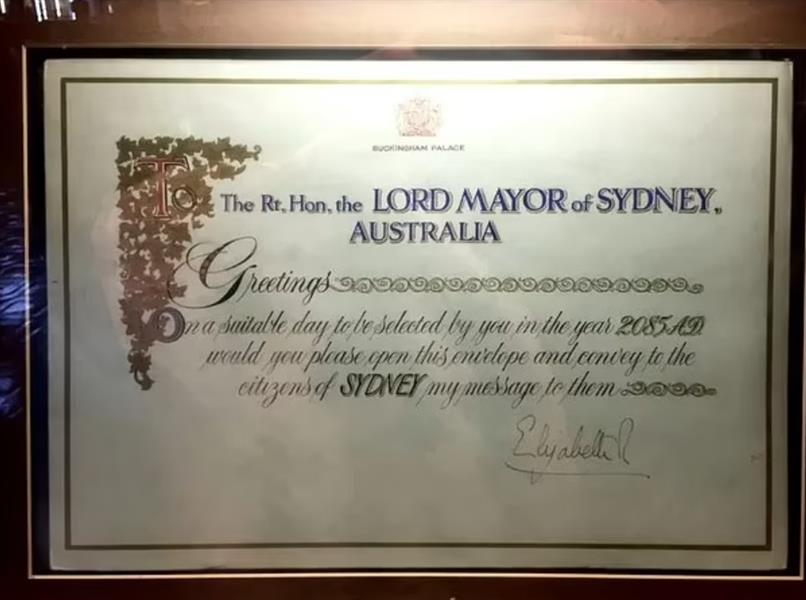 BUCKINGHAM PALACE
To The Rt. Hon. the LORD MAYOR of SYDNEY,
AUSTRALIA
Greetings
On a suitable day to be selected by you in the year 2085 A.D.
would you please open this envelope and convey to the
citizens of SYDNEY my message to them
Elizabeth R